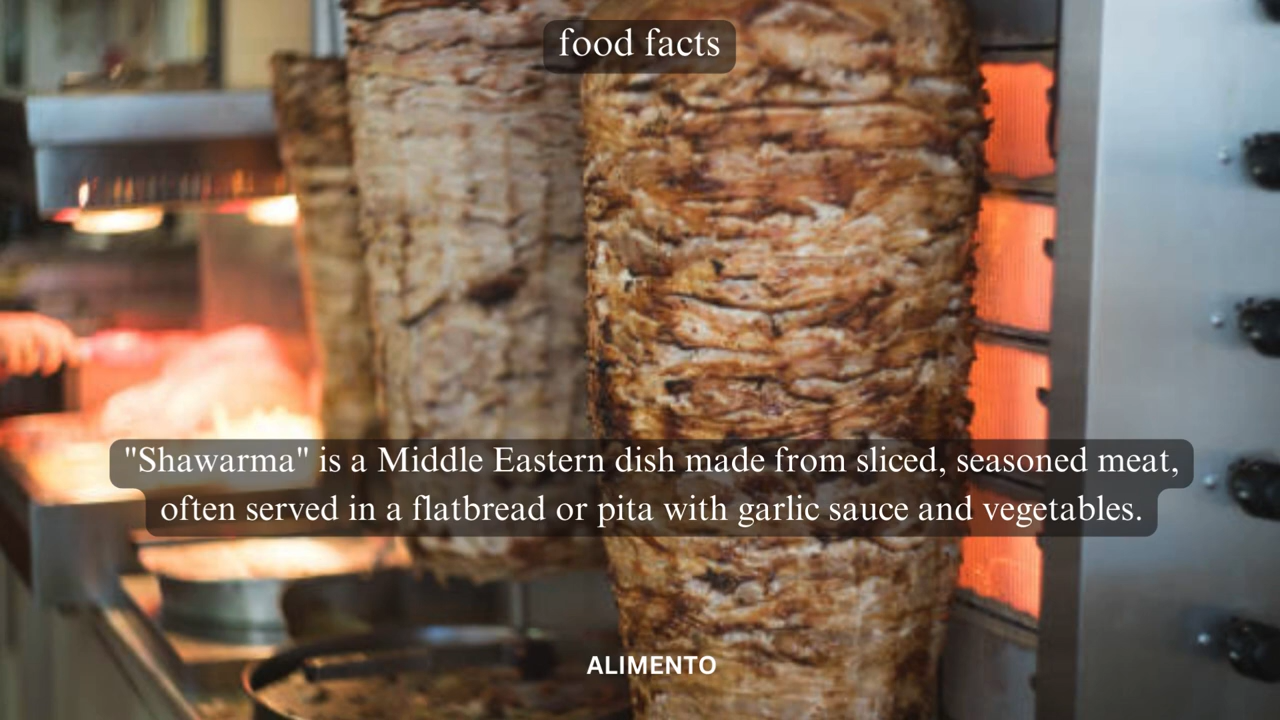 food facts
"Shawarma" is a Middle Eastern dish made from sliced, seasoned meat,
often served in a flatbread or pita with garlic sauce and vegetables.
ALIMENTO